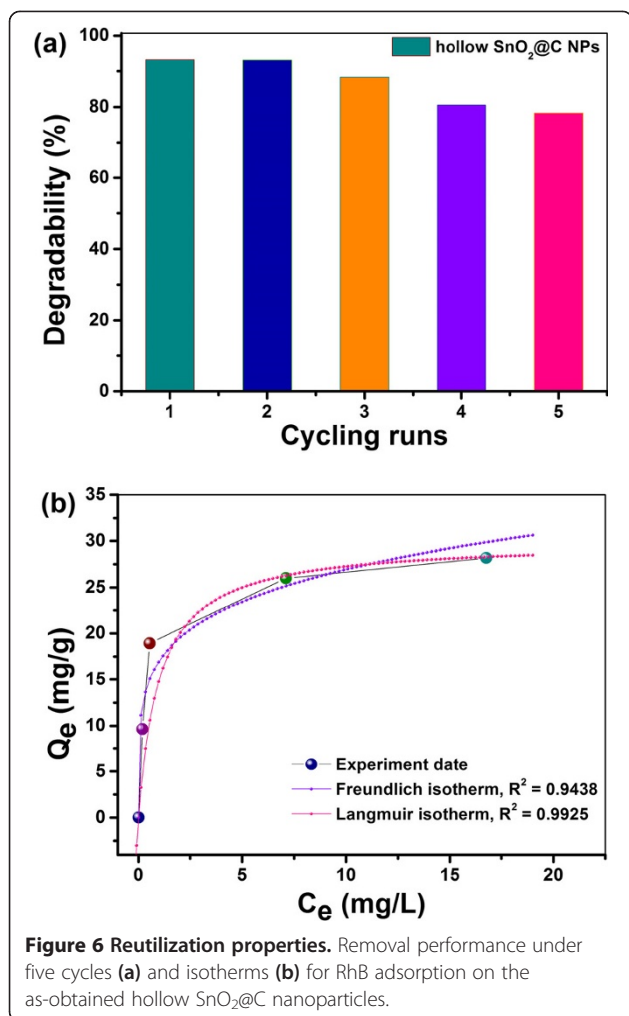 (a)
hollow SnO₂@C NPs
Degradability (%)
100
80
60
40
20
0
1 2 3 4 5
Cycling runs
(b)
Qe (mg/g)
35
30
25
20
15
10
5
0
Experiment date
Freundlich isotherm, R² = 0.9438
Langmuir isotherm, R² = 0.9925
0 5 10 15 20
Ce (mg/L)
Figure 6 Reutilization properties. Removal performance under
five cycles (a) and isotherms (b) for RhB adsorption on the
as-obtained hollow SnO₂@C nanoparticles.